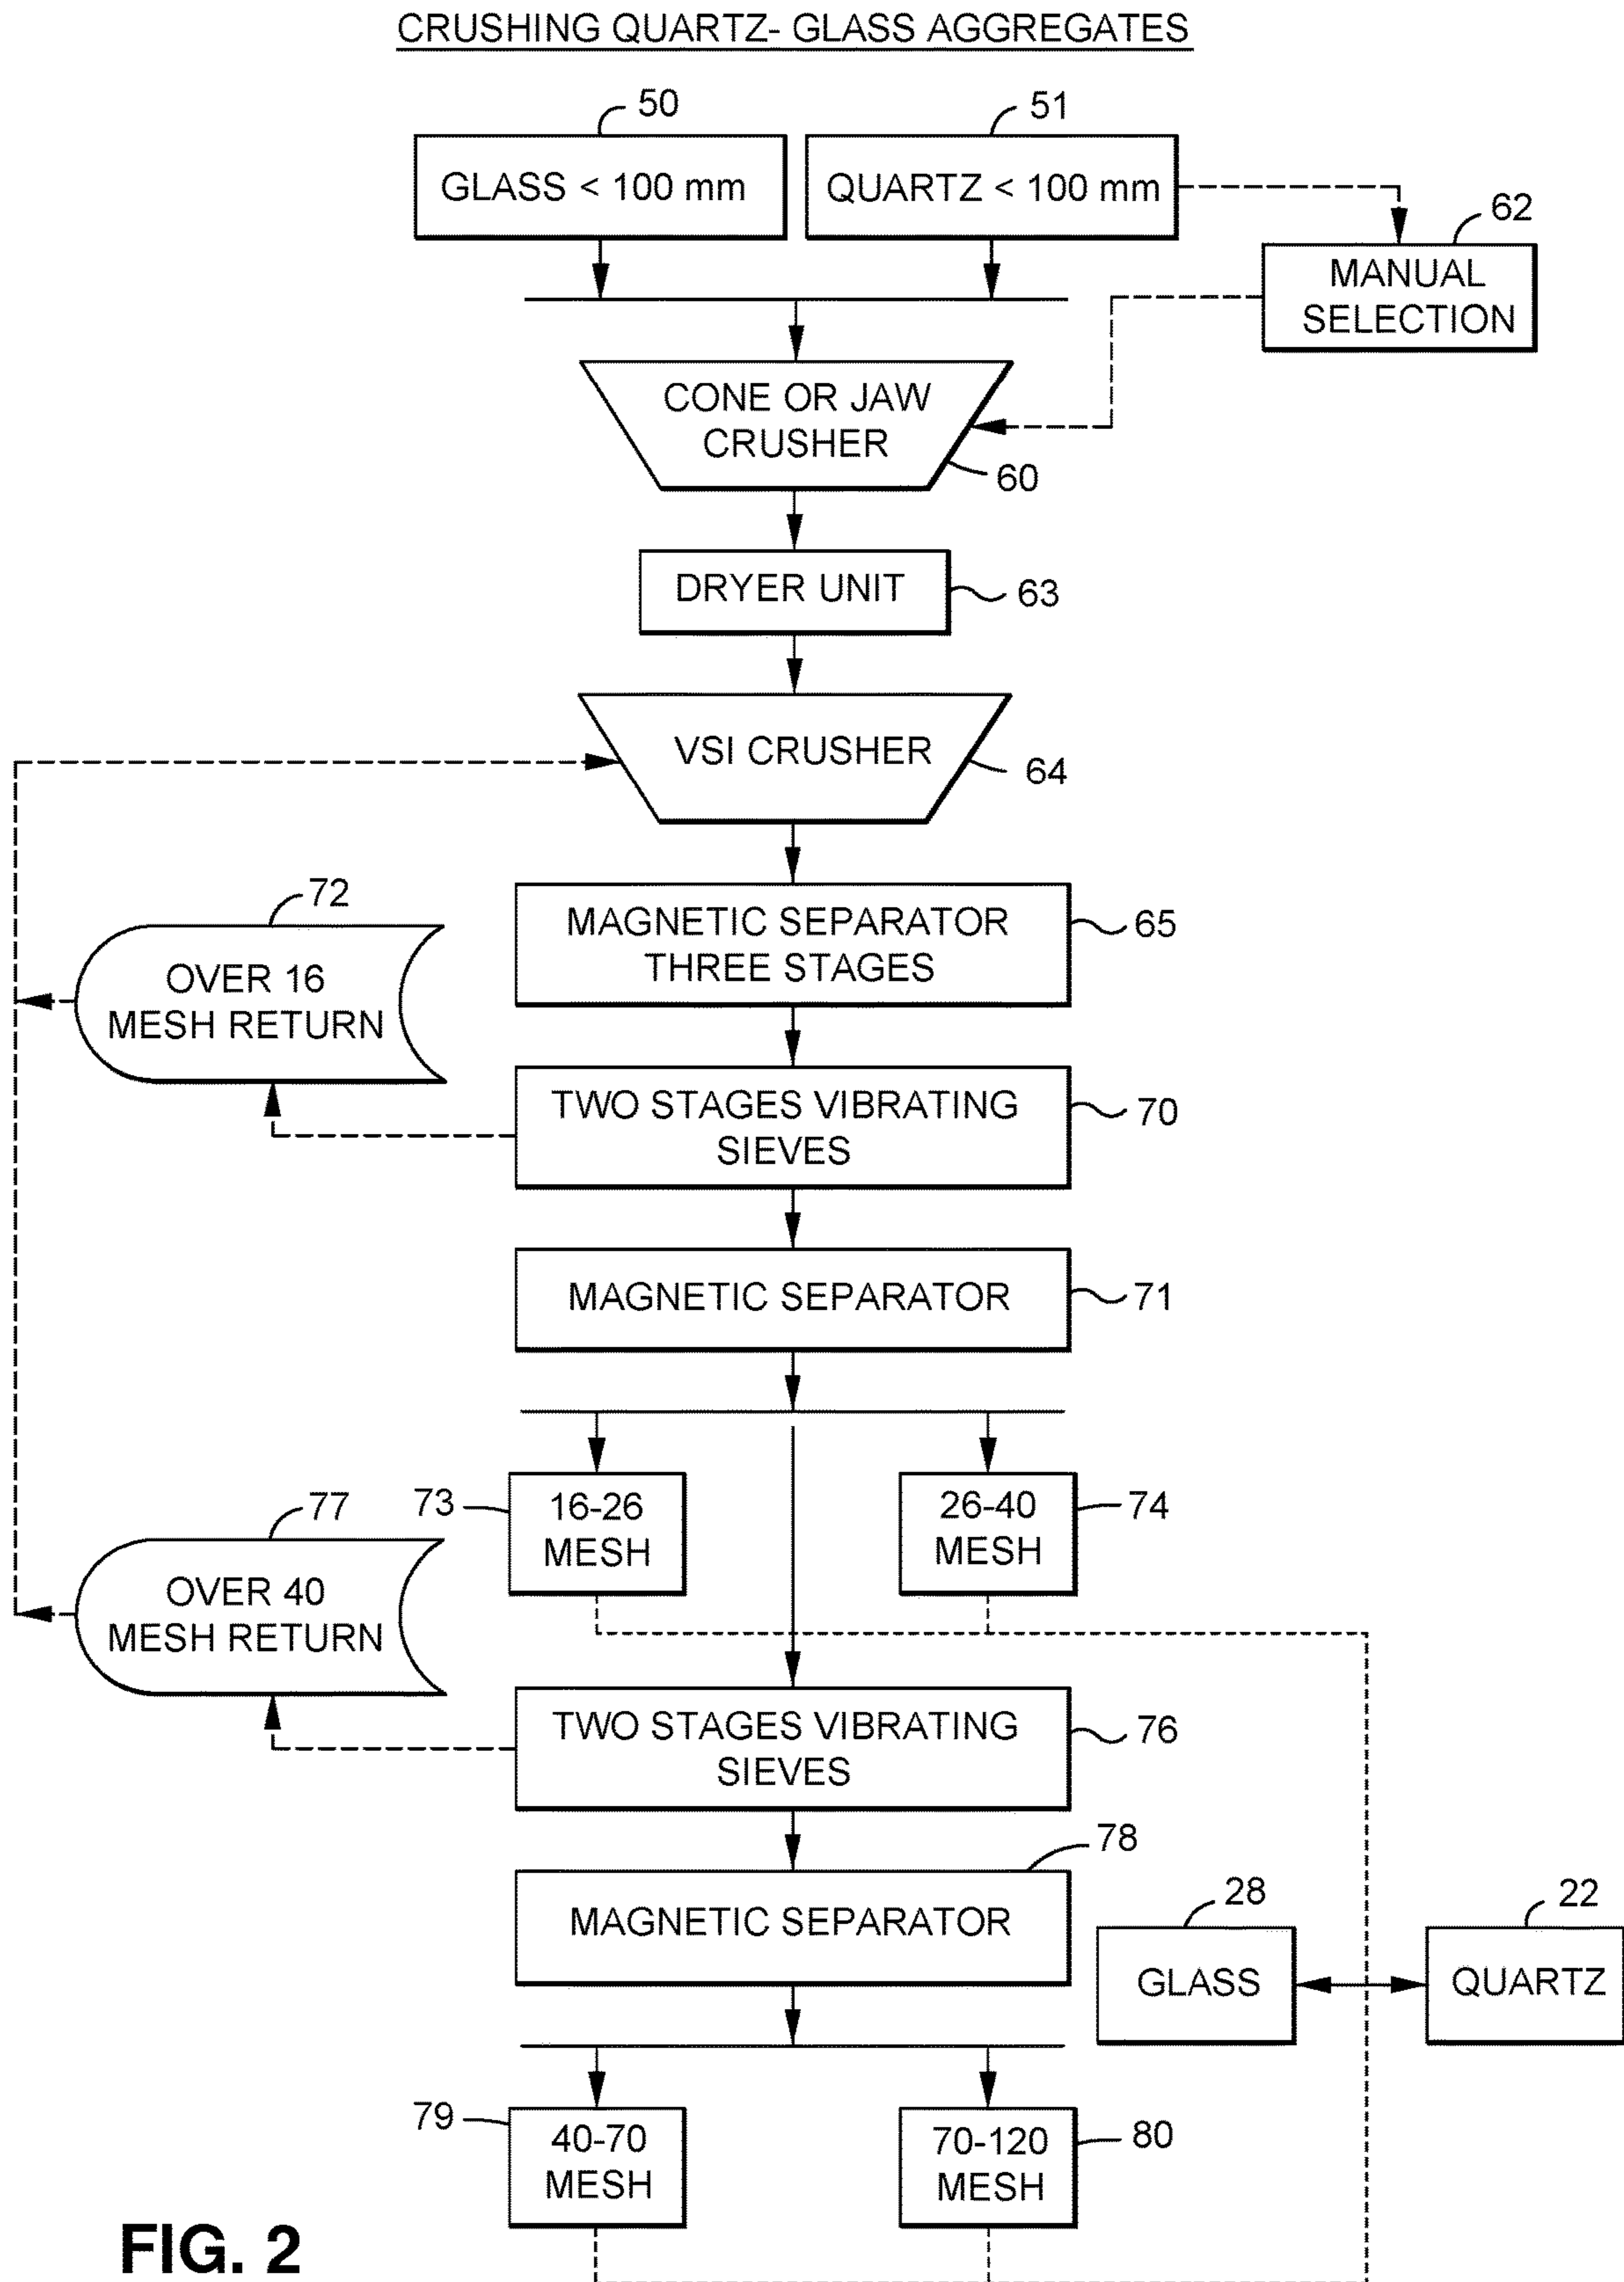 CRUSHING QUARTZ- GLASS AGGREGATES
50
51
GLASS < 100 mm
QUARTZ < 100 mm
62
MANUAL
SELECTION
CONE OR JAW
CRUSHER
60
DRYER UNIT
63
VSI CRUSHER
64
72
OVER 16
MESH RETURN
MAGNETIC SEPARATOR
THREE STAGES
65
TWO STAGES VIBRATING
SIEVES
70
MAGNETIC SEPARATOR
71
77
73
16-26
MESH
26-40
MESH
74
OVER 40
MESH RETURN
TWO STAGES VIBRATING
SIEVES
76
78
MAGNETIC SEPARATOR
28
GLASS
22
QUARTZ
79
40-70
MESH
70-120
MESH
80
FIG. 2